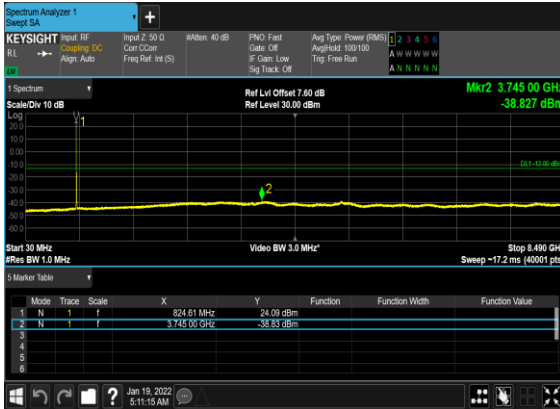 Spectrum Analyzer 1
Swept SA
KEYSIGHT Input: RF Input Z: 50 Ω #Atten: 40 dB PNO: Fast Avg Type: Power (RMS) 1 2 3 4 5 6
RL Coupling: DC Corr CCorr Gate: Off Avg|Hold: 100/100 A W W W W W
Align: Auto Freq Ref: Int (S) IF Gain: Low Trig: Free Run
Sig Track: Off A N N N N N
1 Spectrum Ref Lvl Offset 7.60 dB Mkr2 3.745 00 GHz
Scale/Div 10 dB Ref Level 30.00 dBm -38.827 dBm
Log
20.0
10.0
0.00
-10.0
-20.0
-30.0
-40.0
-50.0
-60.0
1
DL1 -13.00 dBm
2
Start 30 MHz Video BW 3.0 MHz* Stop 8.490 GHz
#Res BW 1.0 MHz Sweep ~17.2 ms (40001 pts)
5 Marker Table
Mode Trace Scale X Y Function Function Width Function Value
1 N 1 f 824.61 MHz 24.09 dBm
2 N 1 f 3.745 00 GHz -38.83 dBm
3
4
5
6
? Jan 19, 2022
5:11:15 AM